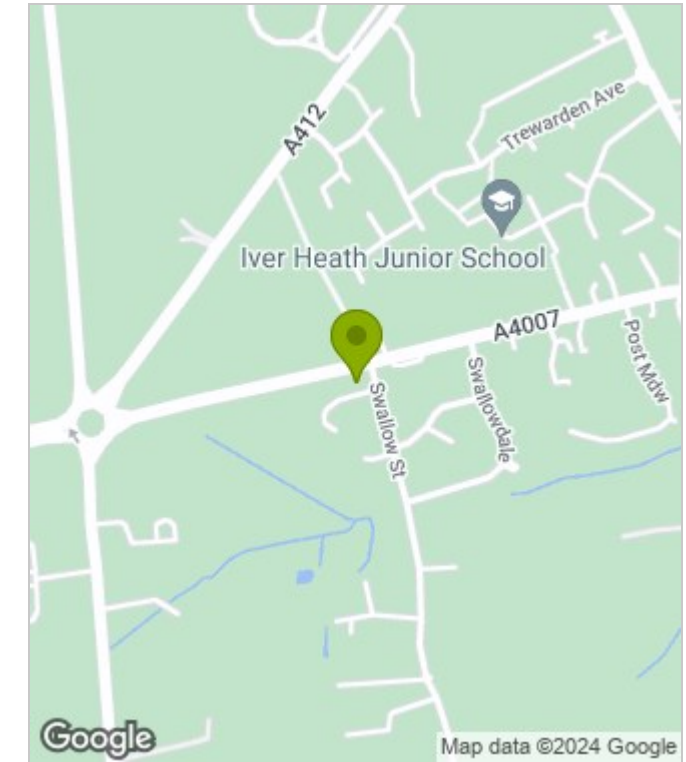 A412
Trewarden Ave
Iver Heath Junior School
A4007
Swallow St
Swallowdale
Post Mdw
Google
Map data ©2024 Google